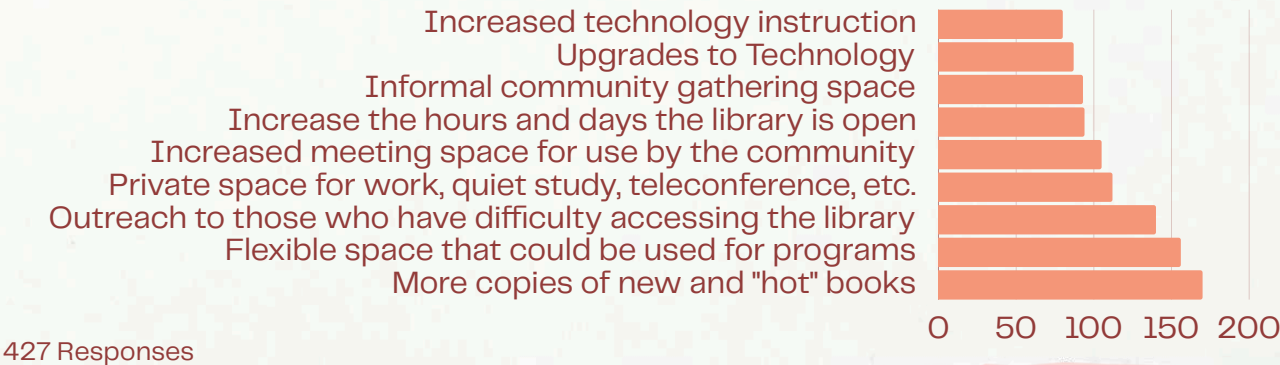 Increased technology instruction
Upgrades to Technology
Informal community gathering space
Increase the hours and days the library is open
Increased meeting space for use by the community
Private space for work, quiet study, teleconference, etc.
Outreach to those who have difficulty accessing the library
Flexible space that could be used for programs
More copies of new and "hot" books
0 50 100 150 200
427 Responses